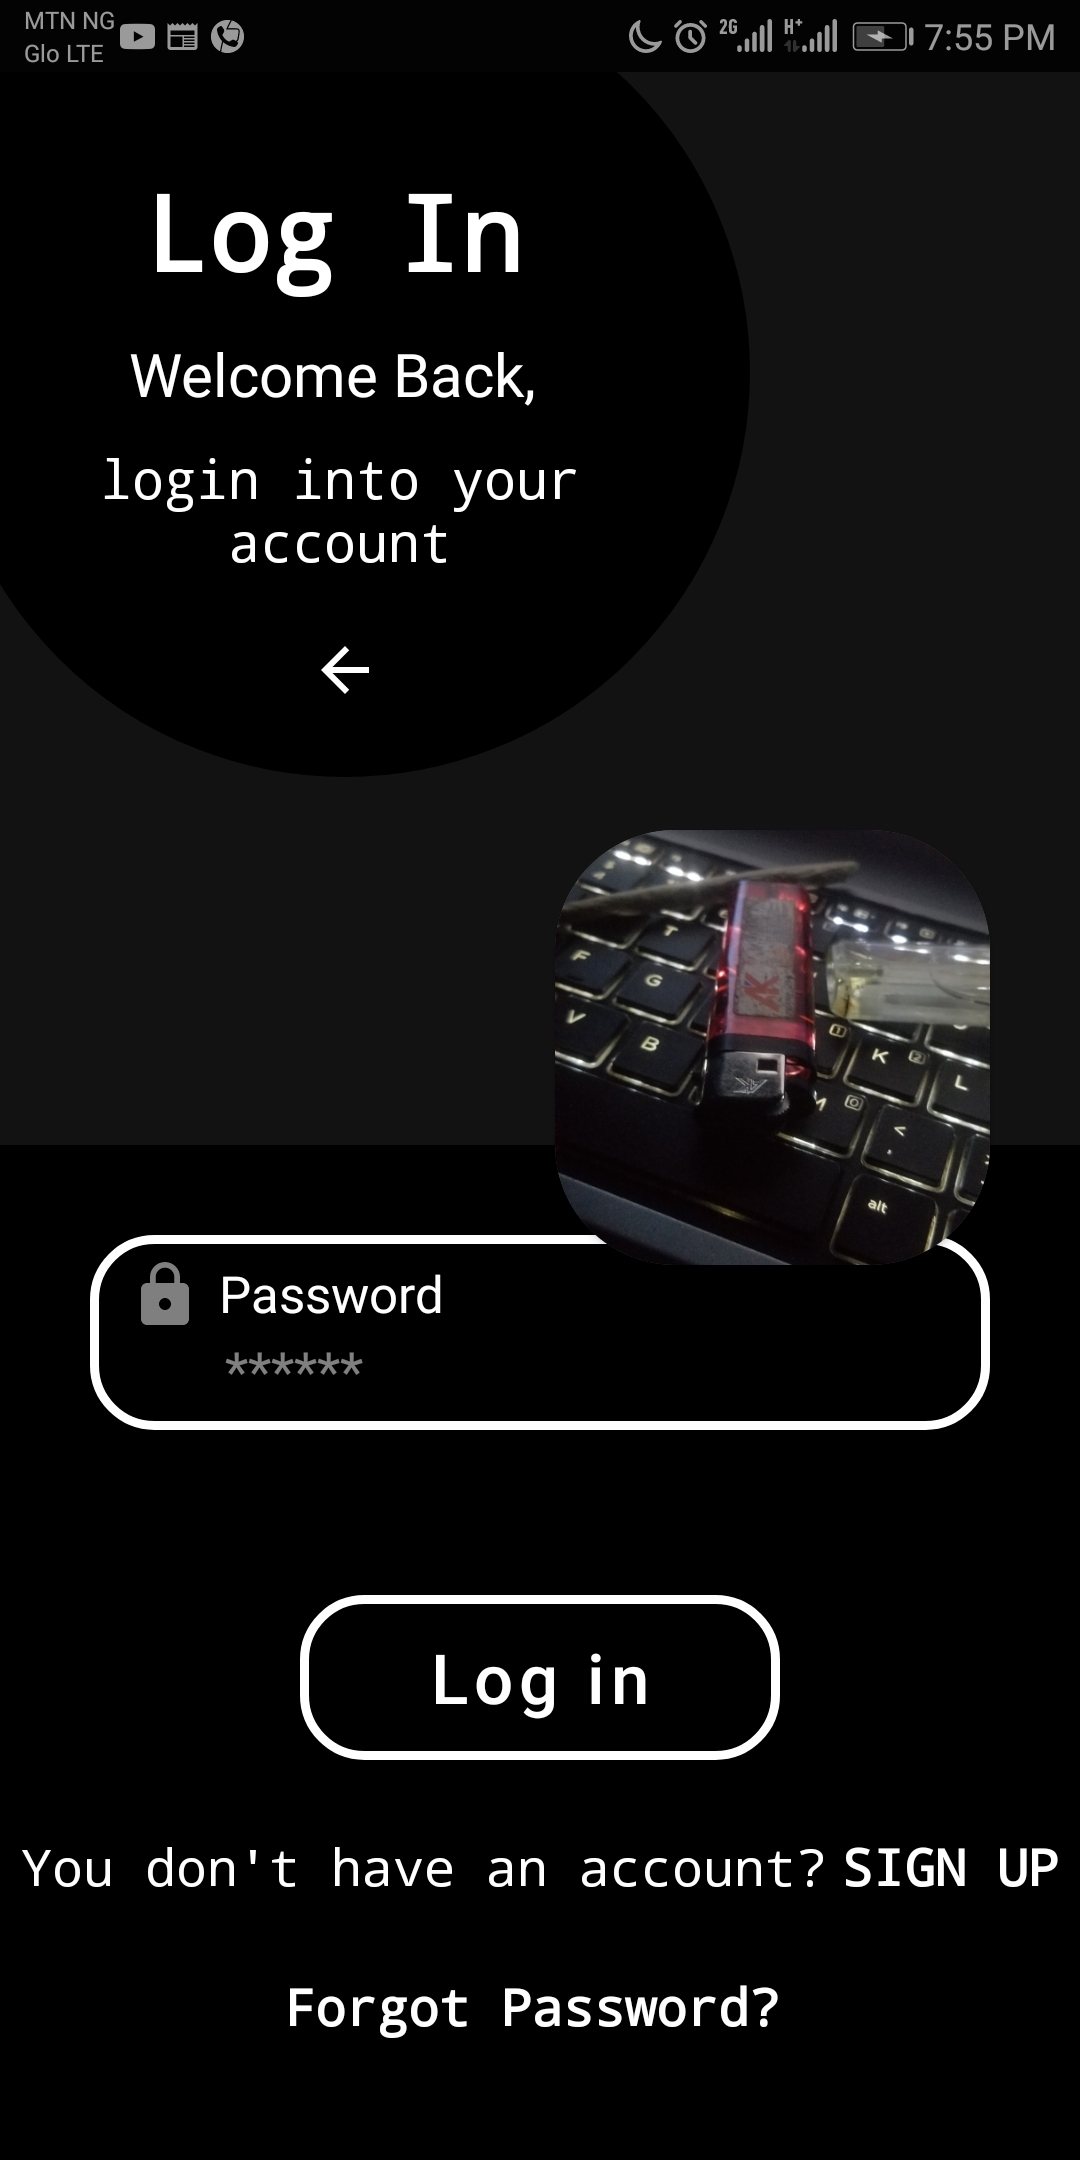 MTN NG
Glo LTE
2G
H+
7:55 PM
Log In
Welcome Back,
login into your
account
T
F
G
V
B
K
L
M
<
alt
Password
******
Log in
You don't have an account? SIGN UP
Forgot Password?